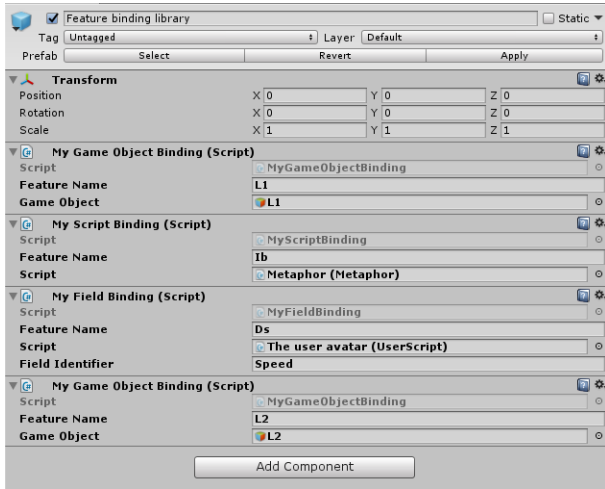 Feature binding library Static
Tag Untagged Layer Default
Prefab Select Revert Apply
Transform
Position X 0 Y 0 Z 0
Rotation X 0 Y 0 Z 0
Scale X 1 Y 1 Z 1
My Game Object Binding (Script)
Script MyGameObjectBinding
Feature Name L1
Game Object L1
My Script Binding (Script)
Script MyScriptBinding
Feature Name Ib
Script Metaphor (Metaphor)
My Field Binding (Script)
Script MyFieldBinding
Feature Name Ds
Script The user avatar (UserScript)
Field Identifier Speed
My Game Object Binding (Script)
Script MyGameObjectBinding
Feature Name L2
Game Object L2
Add Component